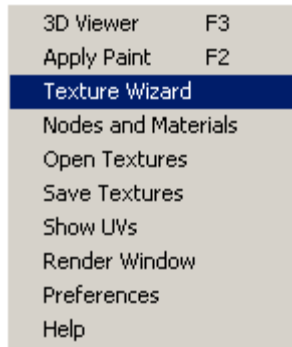 3D Viewer F3
Apply Paint F2
Texture Wizard
Nodes and Materials
Open Textures
Save Textures
Show UVs
Render Window
Preferences
Help